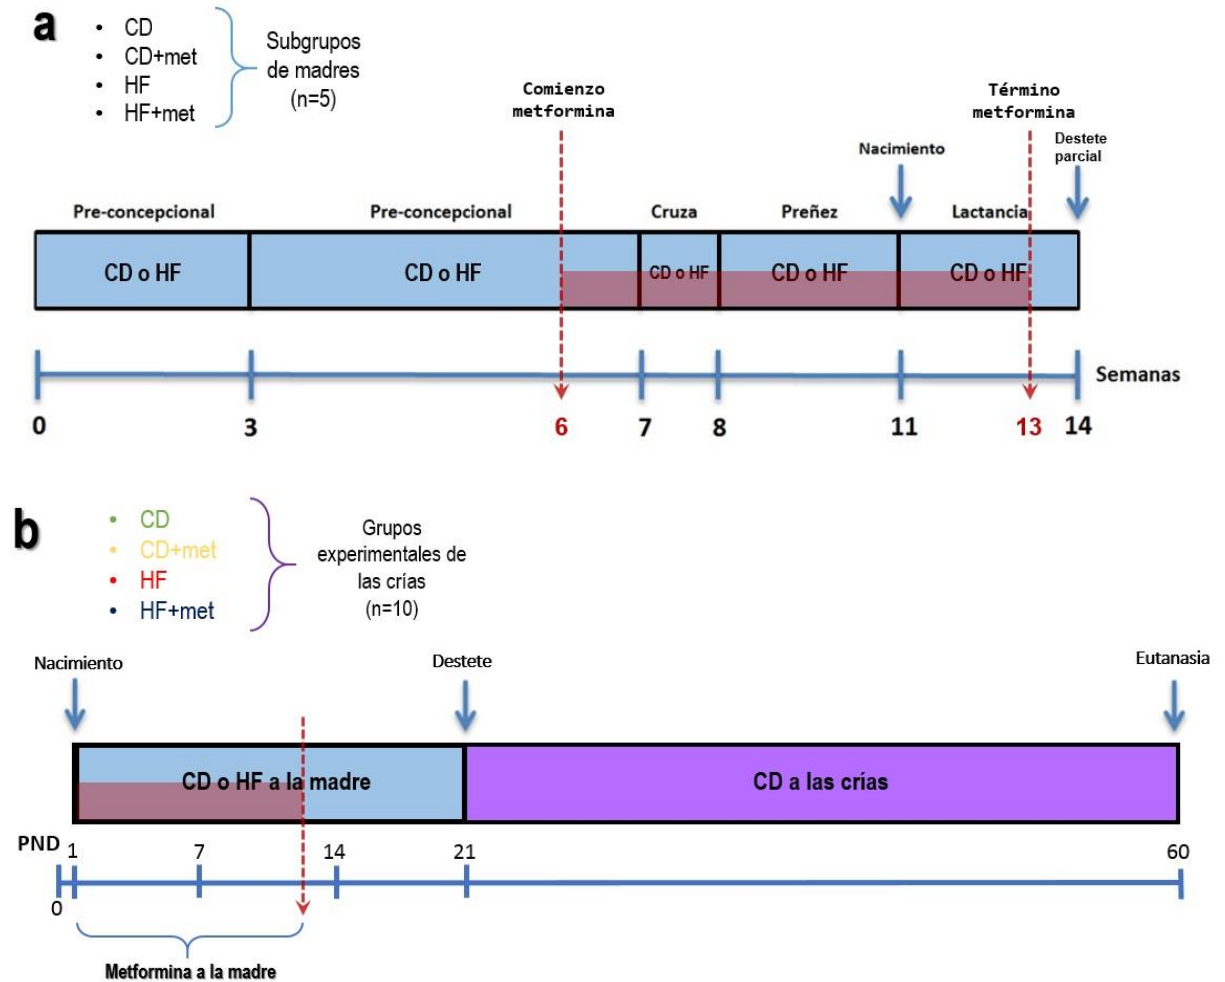 a
• CD
• CD+met
• HF
• HF+met
Subgrupos
de madres
(n=5)
Comienzo
metformina
Término
metformina
Nacimiento
Destete
parcial
Pre-concepcional
Pre-concepcional
Cruza
Preñez
Lactancia
CD o HF
CD o HF
CD o HF
CD o HF
CD o HF
Semanas
0
3
6
7
8
11
13
14
b
• CD
• CD+met
• HF
• HF+met
Grupos
experimentales de
las crías
(n=10)
Nacimiento
Destete
Eutanasia
CD o HF a la madre
CD a las crías
PND
1
7
14
21
60
0
Metformina a la madre